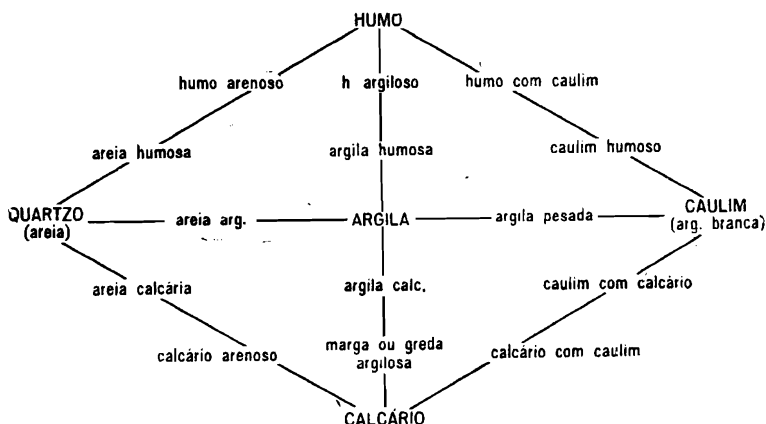 HUMO
humo arenoso h argiloso humo com caulim
areia humosa argila humosa caulim humoso
QUARTZO
(areia)
areia arg. ARGILA argila pesada
CAULIM
(arg. branca)
areia calcária argila calc. caulim com calcário
calcário arenoso
marga ou greda
argilosa
calcário com caulim
CALCÁRIO